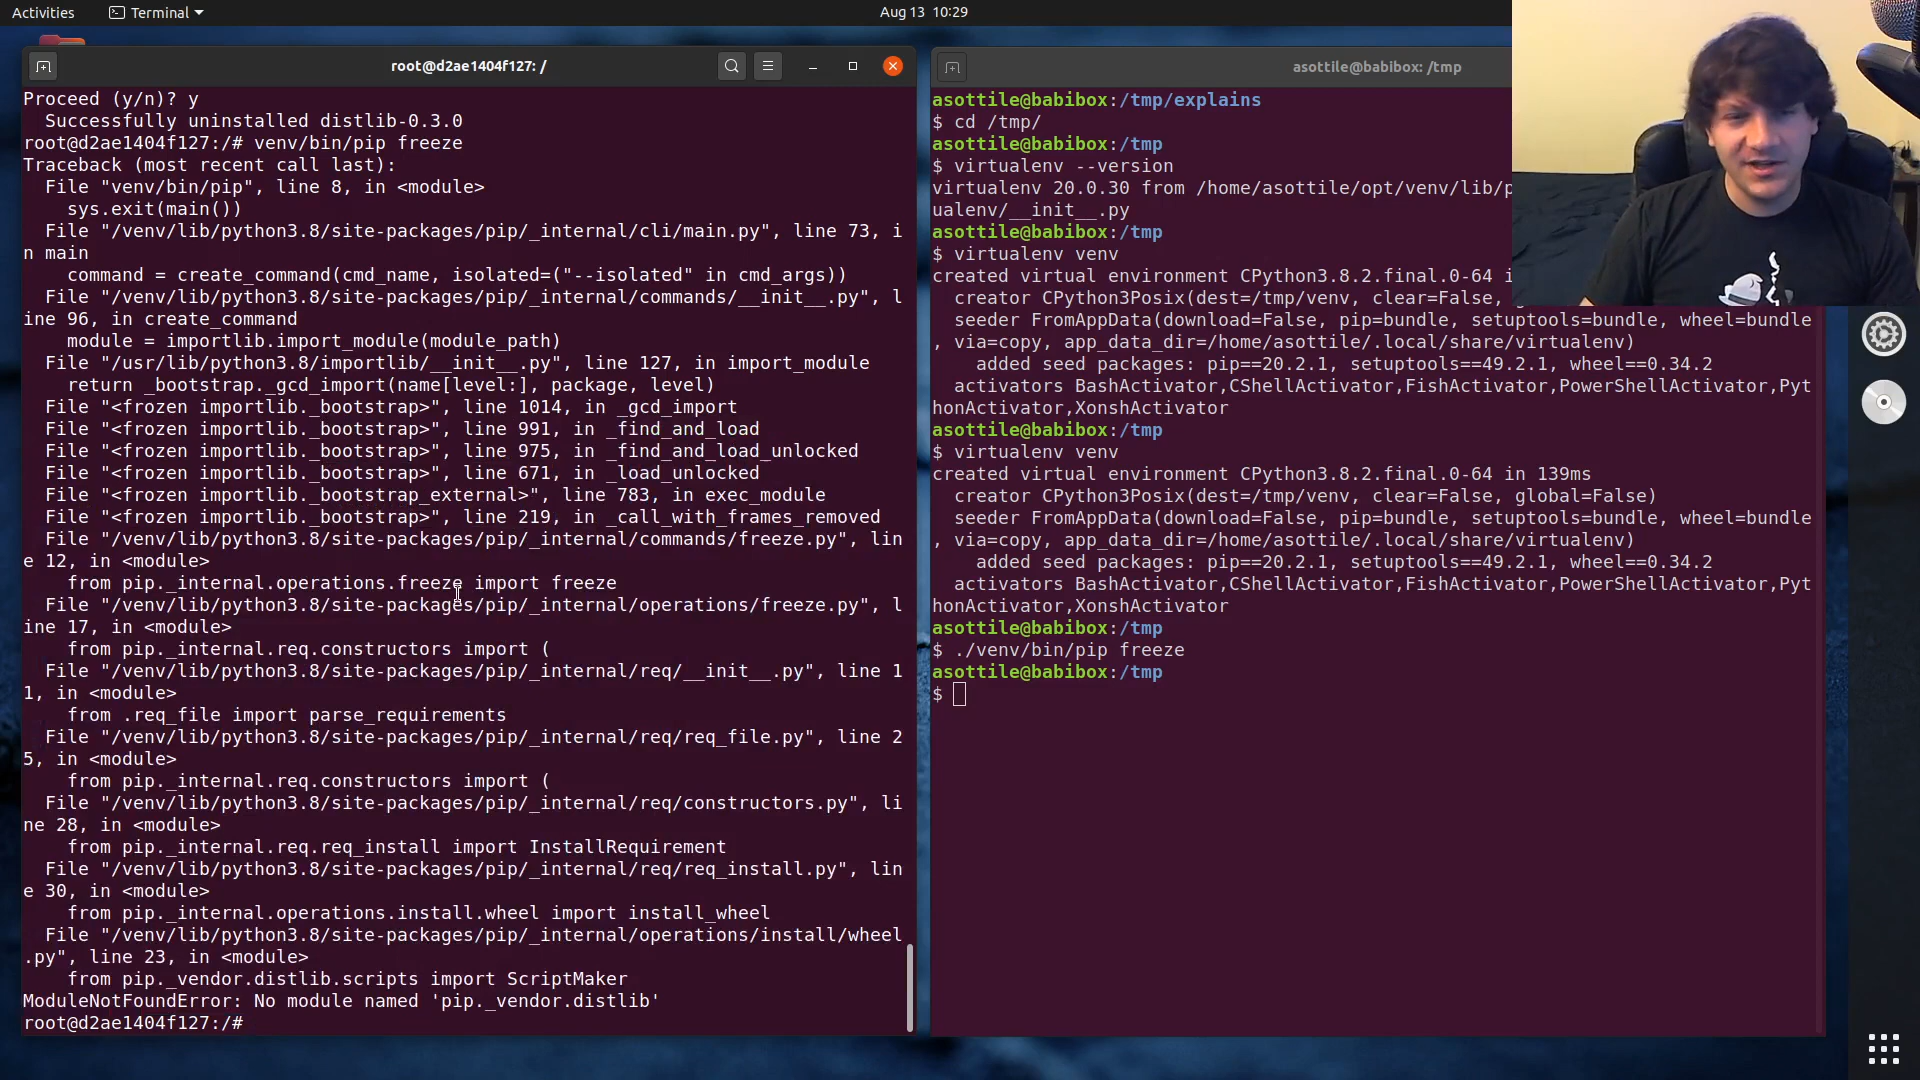 Activities
Terminal
Aug 13 10:29
root@d2ae1404f127: /
Proceed (y/n)? y
  Successfully uninstalled distlib-0.3.0
root@d2ae1404f127:/# venv/bin/pip freeze
Traceback (most recent call last):
  File "venv/bin/pip", line 8, in <module>
    sys.exit(main())
  File "/venv/lib/python3.8/site-packages/pip/_internal/cli/main.py", line 73, i
n main
    command = create_command(cmd_name, isolated=("--isolated" in cmd_args))
  File "/venv/lib/python3.8/site-packages/pip/_internal/commands/__init__.py", l
ine 96, in create_command
    module = importlib.import_module(module_path)
  File "/usr/lib/python3.8/importlib/__init__.py", line 127, in import_module
    return _bootstrap._gcd_import(name[level:], package, level)
  File "<frozen importlib._bootstrap>", line 1014, in _gcd_import
  File "<frozen importlib._bootstrap>", line 991, in _find_and_load
  File "<frozen importlib._bootstrap>", line 975, in _find_and_load_unlocked
  File "<frozen importlib._bootstrap>", line 671, in _load_unlocked
  File "<frozen importlib._bootstrap_external>", line 783, in exec_module
  File "<frozen importlib._bootstrap>", line 219, in _call_with_frames_removed
  File "/venv/lib/python3.8/site-packages/pip/_internal/commands/freeze.py", lin
e 12, in <module>
    from pip._internal.operations.freeze import freeze
  File "/venv/lib/python3.8/site-packages/pip/_internal/operations/freeze.py", l
ine 17, in <module>
    from pip._internal.req.constructors import (
  File "/venv/lib/python3.8/site-packages/pip/_internal/req/__init__.py", line 1
1, in <module>
    from .req_file import parse_requirements
  File "/venv/lib/python3.8/site-packages/pip/_internal/req/req_file.py", line 2
5, in <module>
    from pip._internal.req.constructors import (
  File "/venv/lib/python3.8/site-packages/pip/_internal/req/constructors.py", li
ne 28, in <module>
    from pip._internal.req.req_install import InstallRequirement
  File "/venv/lib/python3.8/site-packages/pip/_internal/req/req_install.py", lin
e 30, in <module>
    from pip._internal.operations.install.wheel import install_wheel
  File "/venv/lib/python3.8/site-packages/pip/_internal/operations/install/wheel
.py", line 23, in <module>
    from pip._vendor.distlib.scripts import ScriptMaker
ModuleNotFoundError: No module named 'pip._vendor.distlib'
root@d2ae1404f127:/#
asottile@babibox: /tmp
asottile@babibox:/tmp/explains
$ cd /tmp/
asottile@babibox:/tmp
$ virtualenv --version
virtualenv 20.0.30 from /home/asottile/opt/venv/lib/p
ualenv/__init__.py
asottile@babibox:/tmp
$ virtualenv venv
created virtual environment CPython3.8.2.final.0-64 i
  creator CPython3Posix(dest=/tmp/venv, clear=False, g
  seeder FromAppData(download=False, pip=bundle, setuptools=bundle, wheel=bundle
, via=copy, app_data_dir=/home/asottile/.local/share/virtualenv)
    added seed packages: pip==20.2.1, setuptools==49.2.1, wheel==0.34.2
  activators BashActivator,CShellActivator,FishActivator,PowerShellActivator,Pyt
honActivator,XonshActivator
asottile@babibox:/tmp
$ virtualenv venv
created virtual environment CPython3.8.2.final.0-64 in 139ms
  creator CPython3Posix(dest=/tmp/venv, clear=False, global=False)
  seeder FromAppData(download=False, pip=bundle, setuptools=bundle, wheel=bundle
, via=copy, app_data_dir=/home/asottile/.local/share/virtualenv)
    added seed packages: pip==20.2.1, setuptools==49.2.1, wheel==0.34.2
  activators BashActivator,CShellActivator,FishActivator,PowerShellActivator,Pyt
honActivator,XonshActivator
asottile@babibox:/tmp
$ ./venv/bin/pip freeze
asottile@babibox:/tmp
$